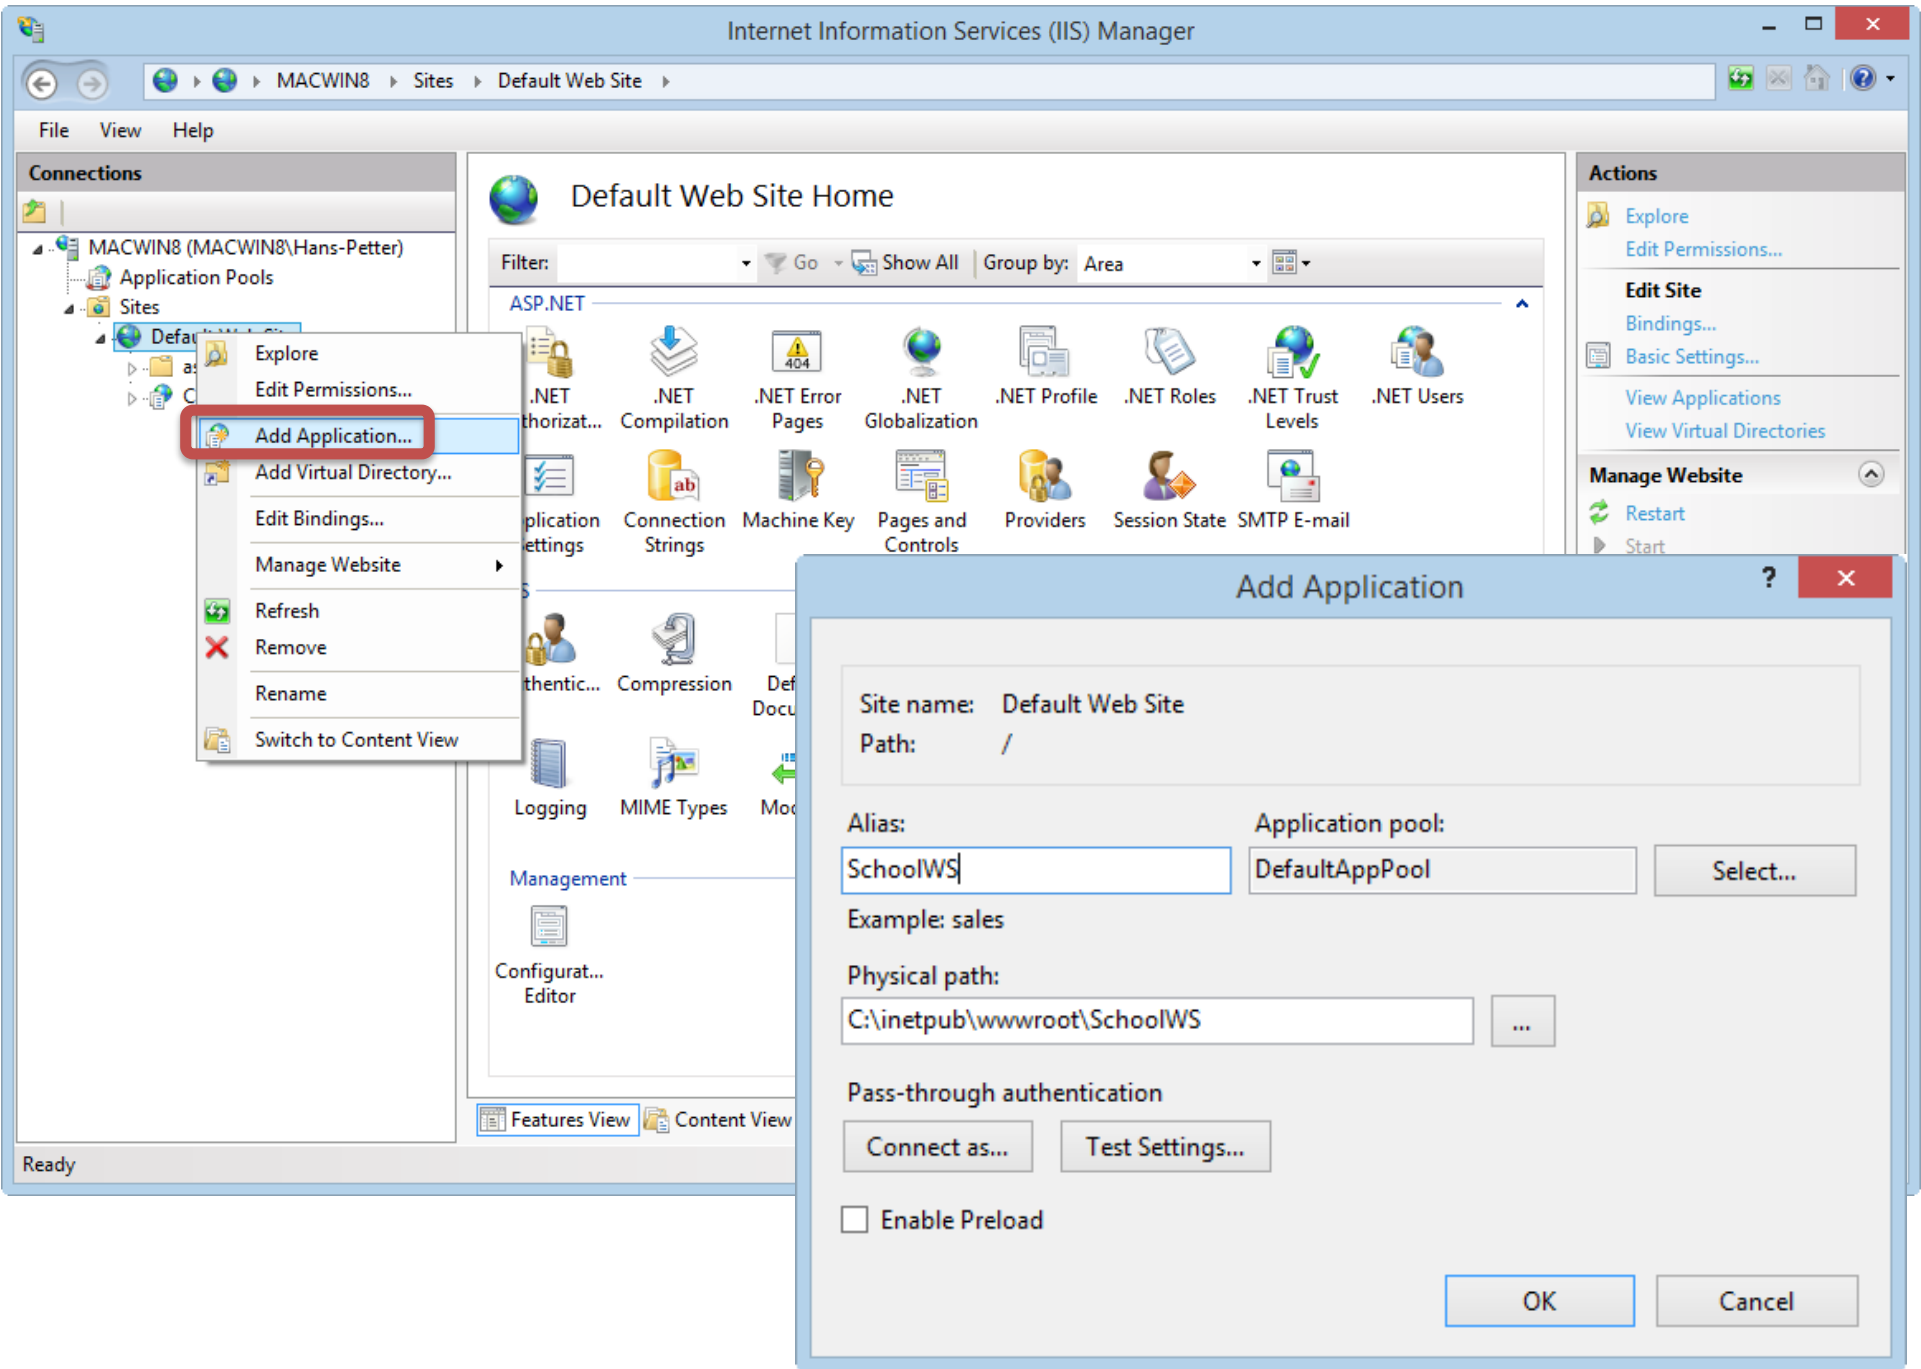 Internet Information Services (IIS) Manager
MACWIN8 Sites Default Web Site
File View Help
Connections
MACWIN8 (MACWIN8\Hans-Petter)
Application Pools
Sites
Explore
Edit Permissions...
Add Application...
Add Virtual Directory...
Edit Bindings...
Manage Website
Refresh
Remove
Rename
Switch to Content View
Default Web Site Home
Filter: Go Show All Group by: Area
ASP.NET
.NET
.NET Compilation
.NET Error Pages
.NET Globalization
.NET Profile
.NET Roles
.NET Trust Levels
.NET Users
Connection Strings
Machine Key
Pages and Controls
Providers
Session State
SMTP E-mail
Compression
Logging
MIME Types
Management
Configurat...
Editor
Features View Content View
Ready
Actions
Explore
Edit Permissions...
Edit Site
Bindings...
Basic Settings...
View Applications
View Virtual Directories
Manage Website
Restart
Start
Add Application
?
Site name: Default Web Site
Path: /
Alias:
SchoolWS
Application pool:
DefaultAppPool
Select...
Example: sales
Physical path:
C:\inetpub\wwwroot\SchoolWS
...
Pass-through authentication
Connect as... Test Settings...
Enable Preload
OK Cancel